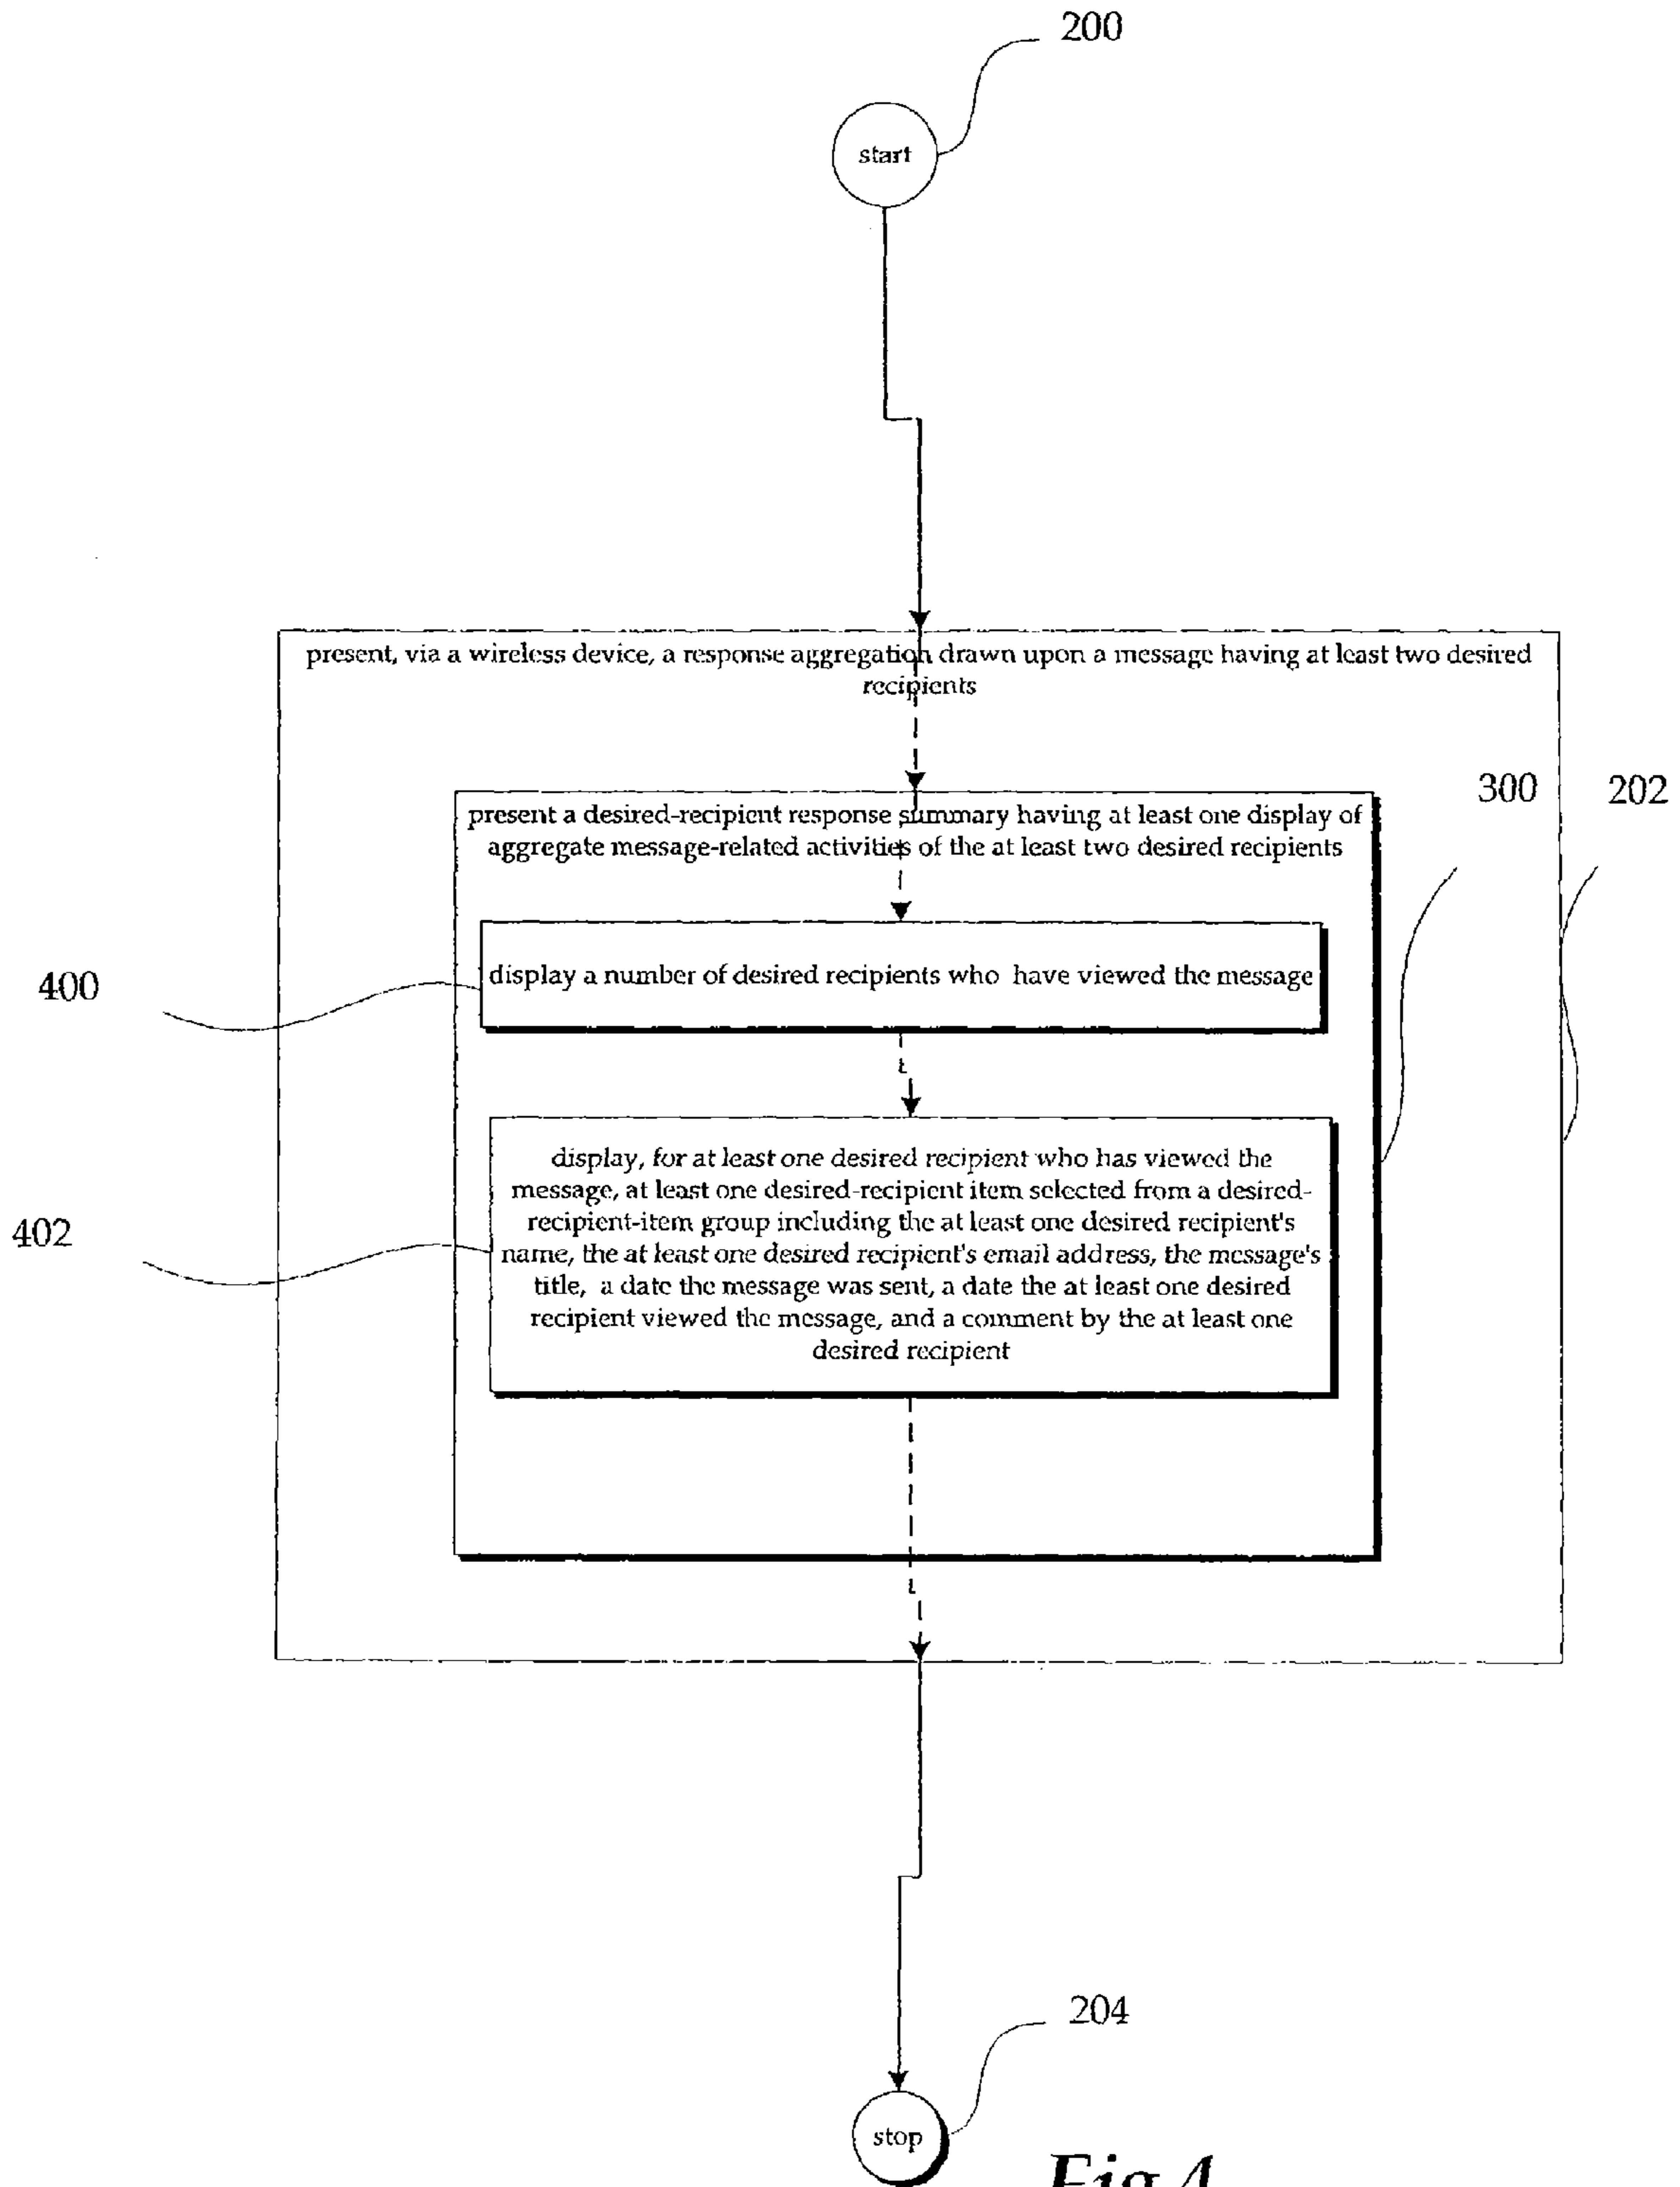 200
start
present, via a wireless device, a response aggregation drawn upon a message having at least two desired
recipients
300
202
present a desired-recipient response summary having at least one display of
aggregate message-related activities of the at least two desired recipients
400
display a number of desired recipients who have viewed the message
402
display, for at least one desired recipient who has viewed the
message, at least one desired-recipient item selected from a desired-
recipient-item group including the at least one desired recipient's
name, the at least one desired recipient's email address, the message's
title, a date the message was sent, a date the at least one desired
recipient viewed the message, and a comment by the at least one
desired recipient
204
stop
Fig 4